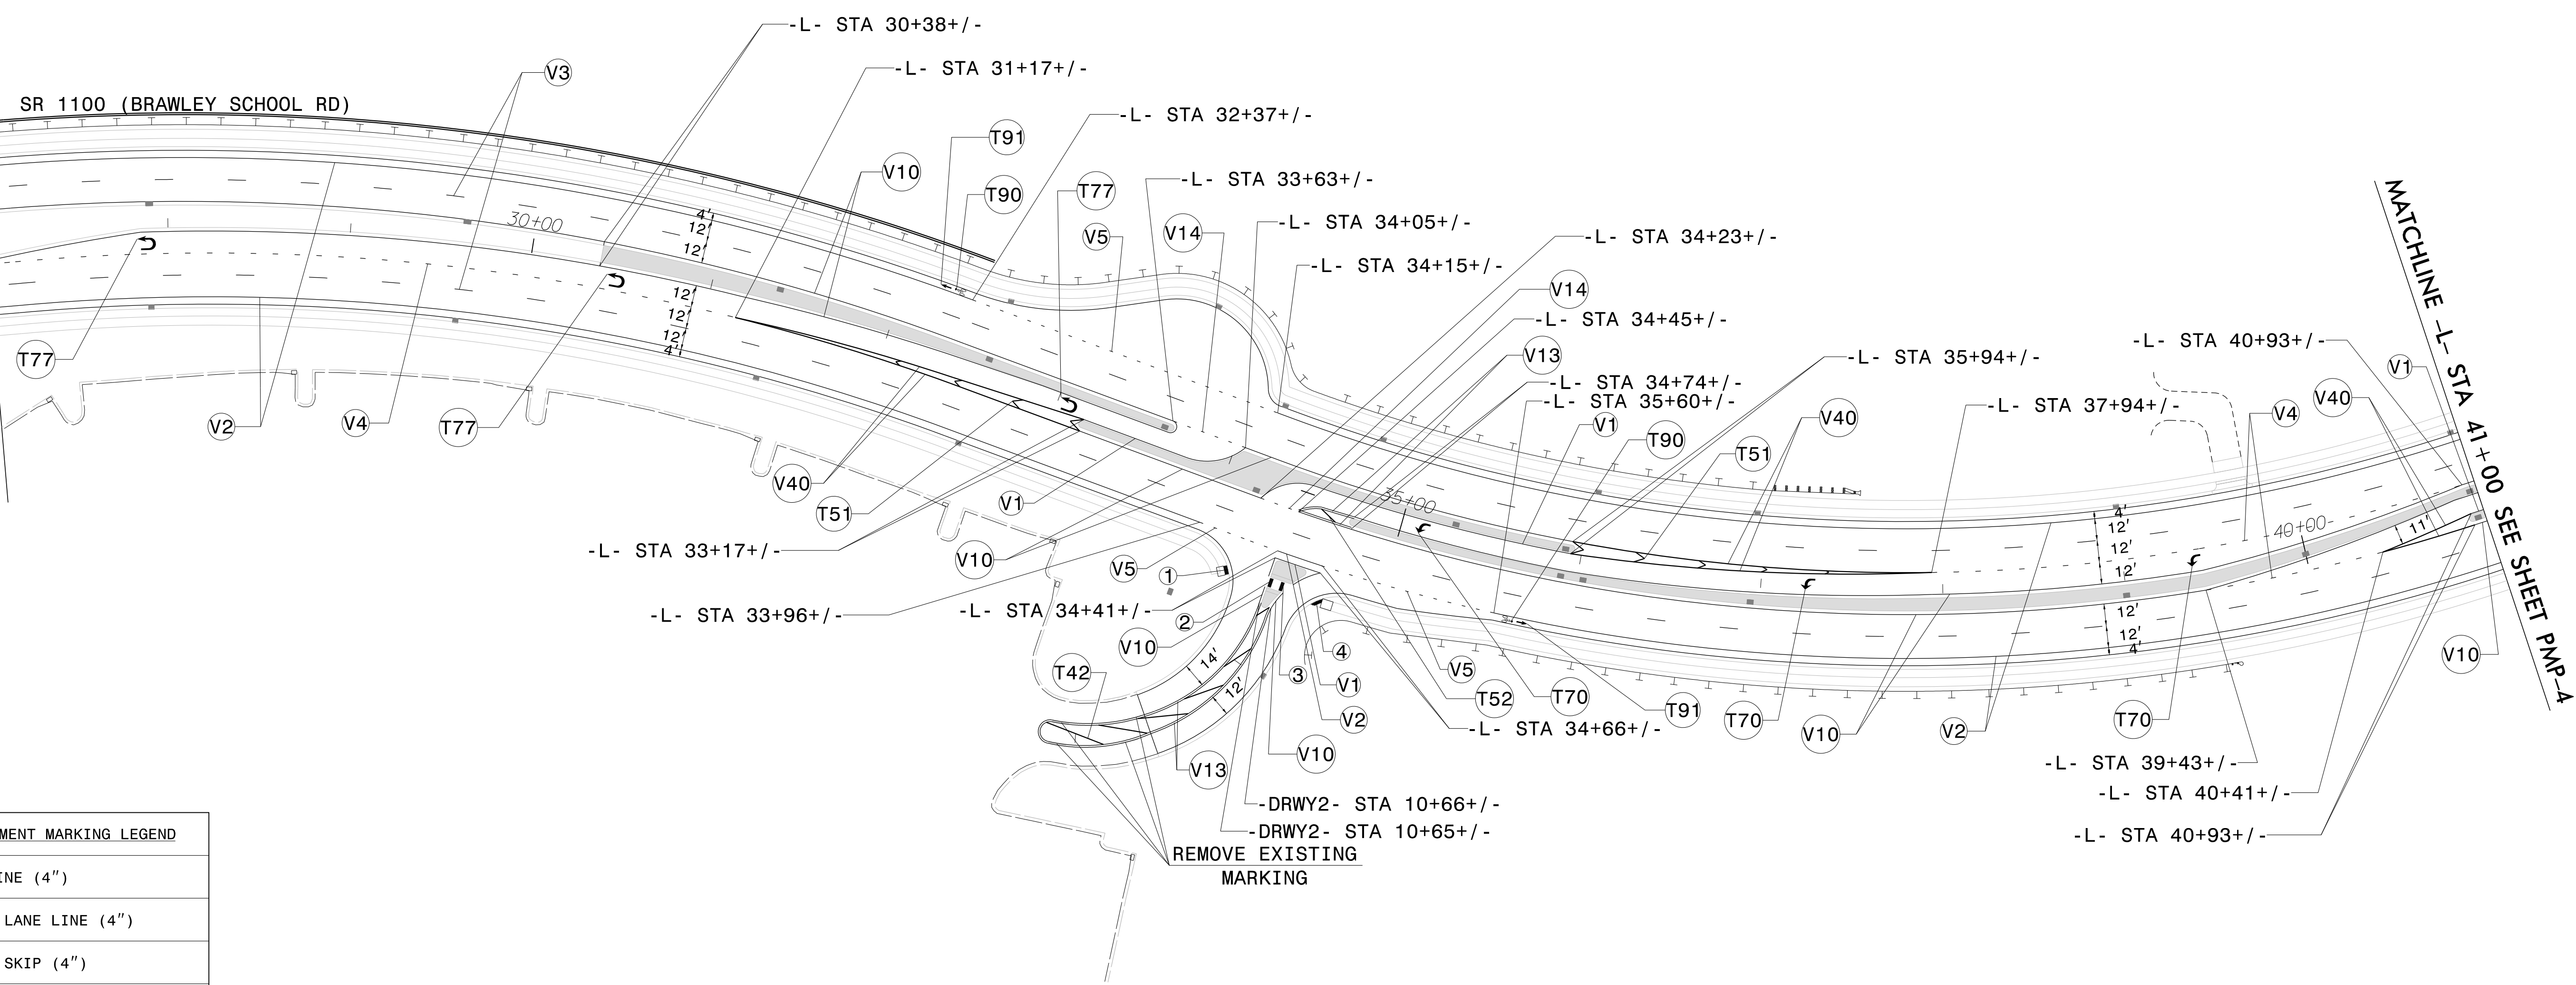 -L- STA 30+38+/-
V3
-L- STA 31+17+/-
SR 1100 (BRAWLEY SCHOOL RD)
-L- STA 32+37+/-
T91
V10
T90
T77
-L- STA 33+63+/-
V5
V14
-L- STA 34+05+/-
-L- STA 34+23+/-
-L- STA 34+15+/-
30+00
4'
12'
12'
V14
-L- STA 34+45+/-
V13
-L- STA 34+74+/-
-L- STA 35+60+/-
-L- STA 35+94+/-
-L- STA 37+94+/-
-L- STA 40+93+/-
V1
V40
V4
MATCHLINE -L- STA 41+00 SEE SHEET PMP-4
12'
12'
12'
4'
T77
V2
V4
T77
V40
T51
V1
V10
V1
T90
V40
T51
35+00
4'
12'
12'
12'
40+00
11'
-L- STA 33+17+/-
V5
1
-L- STA 33+96+/-
-L- STA 34+41+/-
2
V10
T42
14'
12'
3
4
V1
V2
V10
V13
V5
T52
T70
T91
-L- STA 34+66+/-
T70
V10
V2
12'
12'
4'
T70
V10
-L- STA 39+43+/-
-L- STA 40+41+/-
-L- STA 40+93+/-
-DRWY2- STA 10+66+/-
-DRWY2- STA 10+65+/-
REMOVE EXISTING
MARKING
MENT MARKING LEGEND
INE (4")
LANE LINE (4")
SKIP (4")